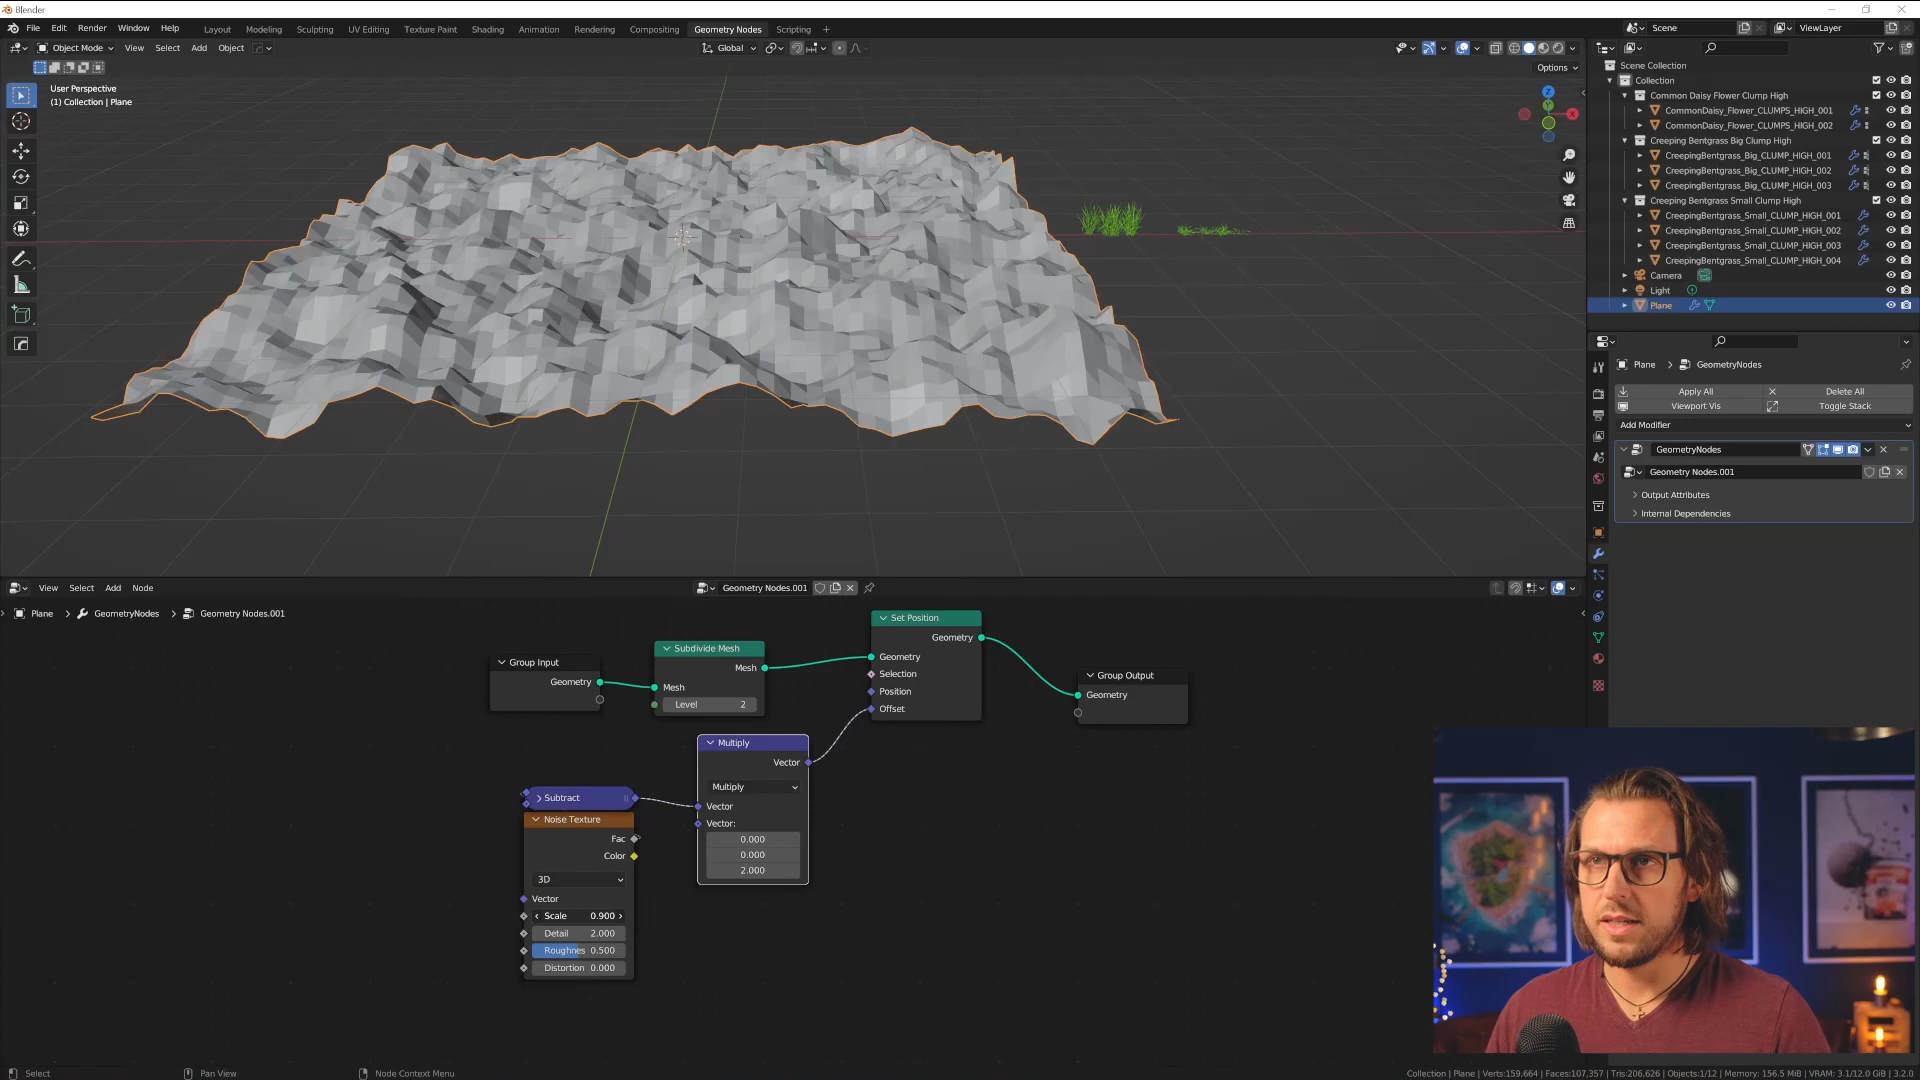 Blender
File Edit Render Window Help Layout Modeling Sculpting UV Editing Texture Paint Shading Animation Rendering Compositing Geometry Nodes Scripting + Scene ViewLayer
Object Mode View Select Add Object Global
Options
User Perspective
(1) Collection | Plane
Z
Y
X
Scene Collection
Collection
Common Daisy Flower Clump High
CommonDaisy_Flower_CLUMPS_HIGH_001
CommonDaisy_Flower_CLUMPS_HIGH_002
Creeping Bentgrass Big Clump High
CreepingBentgrass_Big_CLUMP_HIGH_001
CreepingBentgrass_Big_CLUMP_HIGH_002
CreepingBentgrass_Big_CLUMP_HIGH_003
Creeping Bentgrass Small Clump High
CreepingBentgrass_Small_CLUMP_HIGH_001
CreepingBentgrass_Small_CLUMP_HIGH_002
CreepingBentgrass_Small_CLUMP_HIGH_003
CreepingBentgrass_Small_CLUMP_HIGH_004
Camera
Light
Plane
Plane > GeometryNodes
Apply All Delete All
Viewport Vis Toggle Stack
Add Modifier
GeometryNodes
Geometry Nodes.001
Output Attributes
Internal Dependencies
View Select Add Node Geometry Nodes.001
Plane > GeometryNodes > Geometry Nodes.001
Group Input
Geometry
Subdivide Mesh
Mesh
Mesh
Level 2
Set Position
Geometry
Geometry
Selection
Position
Offset
Group Output
Geometry
Multiply
Vector
Multiply
Vector
Vector:
0.000
0.000
2.000
Subtract
Noise Texture
Fac
Color
3D
Vector
Scale 0.900
Detail 2.000
Roughnes 0.500
Distortion 0.000
Select Pan View Node Context Menu
Collection | Plane | Verts:159,664 | Faces:107,357 | Tris:206,626 | Objects:1/12 | Memory: 156.5 MiB | VRAM: 3.1/12.0 GiB | 3.2.0